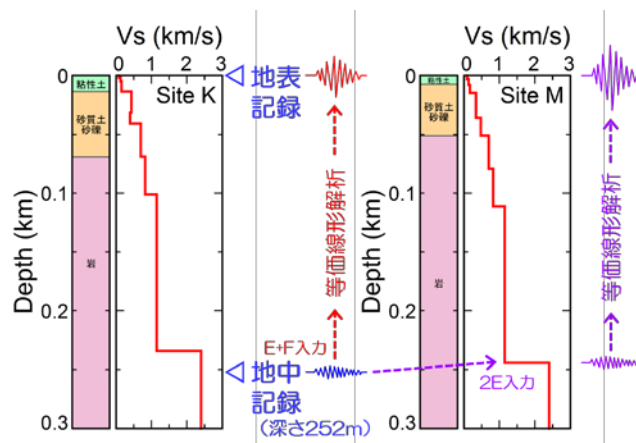 Vs (km/s)
0 1 2 3
0
0.1
0.2
0.3
Depth (km)
粘性土
砂質土
砂礫
岩
Site K
地表
記録
等価線形解析
E+F入力
地中
記録
(深さ252m)
Vs (km/s)
0 1 2 3
0
0.1
0.2
0.3
Depth (km)
粘性土
砂質土
砂礫
岩
Site M
等価線形解析
2E入力